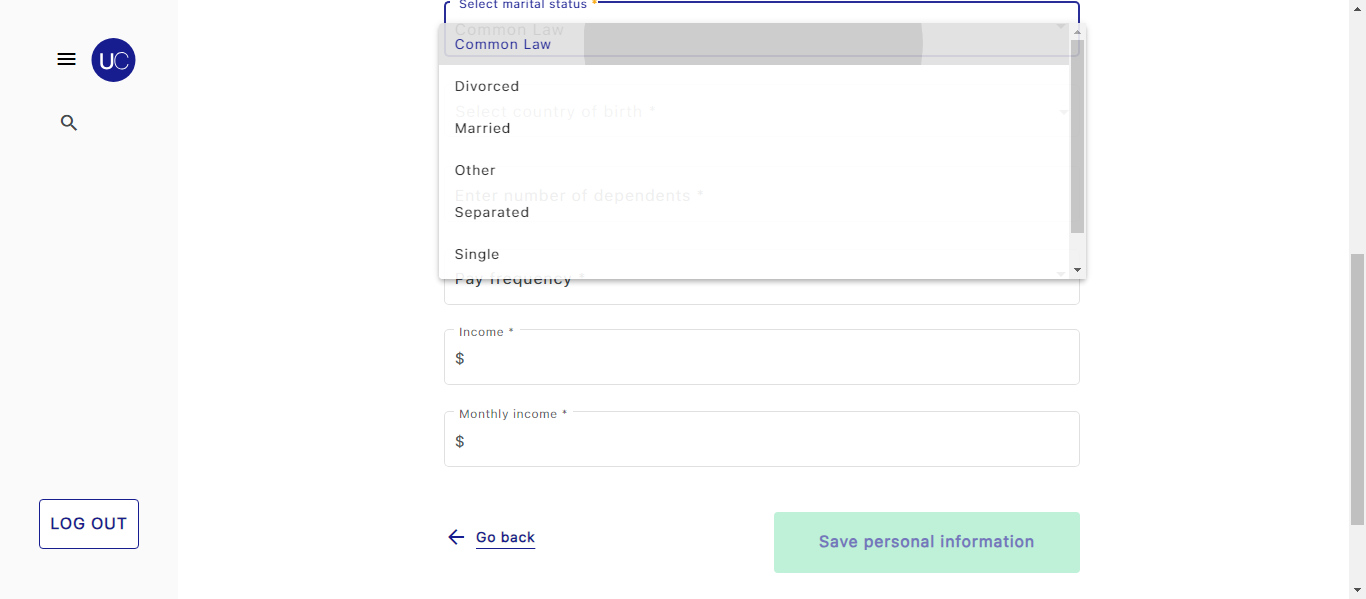 Select marital status *
Common Law
UC
Common Law
Divorced
Select country of birth *
Married
Other
Enter number of dependents *
Separated
Single
Pay frequency *
Income *
$
Monthly income *
$
LOG OUT
Go back
Save personal information